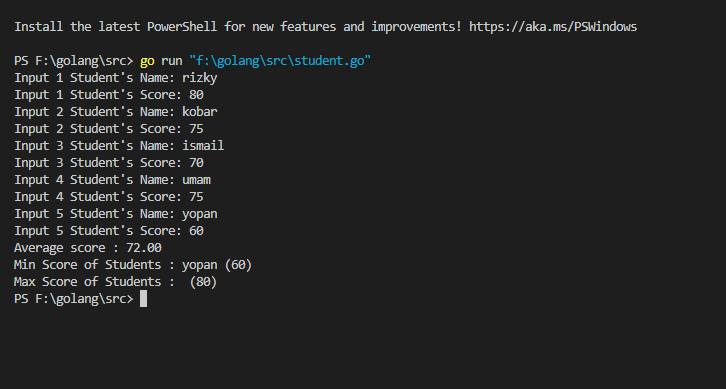 Install the latest PowerShell for new features and improvements! https://aka.ms/PSWindows
PS F:\golang\src> go run "f:\golang\src\student.go"
Input 1 Student's Name: rizky
Input 1 Student's Score: 80
Input 2 Student's Name: kobar
Input 2 Student's Score: 75
Input 3 Student's Name: ismail
Input 3 Student's Score: 70
Input 4 Student's Name: umam
Input 4 Student's Score: 75
Input 5 Student's Name: yopan
Input 5 Student's Score: 60
Average score : 72.00
Min Score of Students : yopan (60)
Max Score of Students :  (80)
PS F:\golang\src>